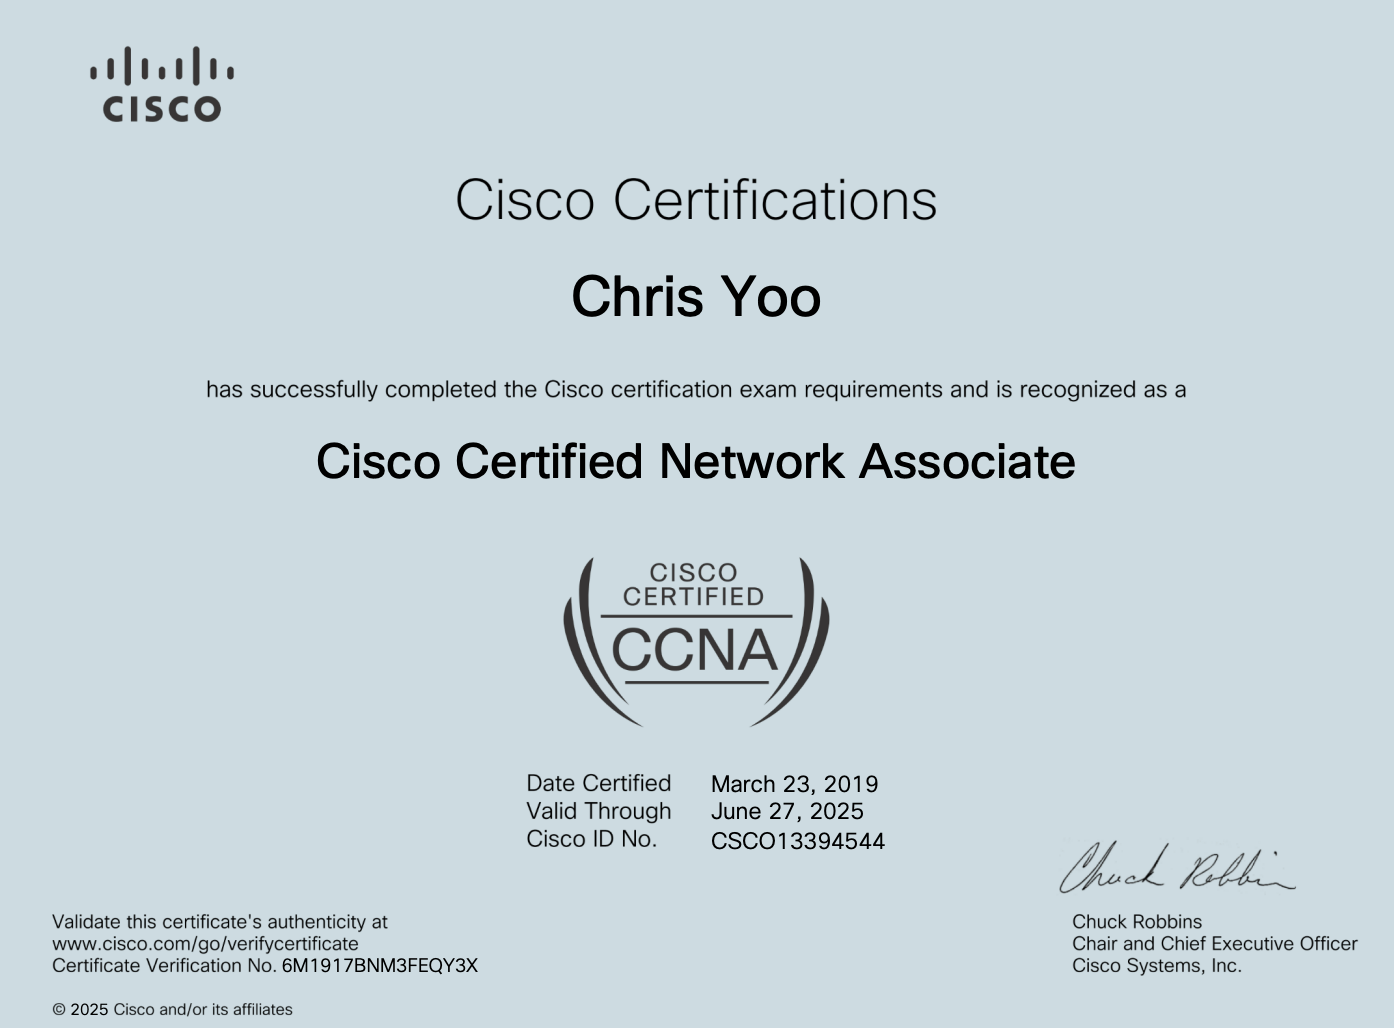 CISCO
Cisco Certifications
Chris Yoo
has successfully completed the Cisco certification exam requirements and is recognized as a
Cisco Certified Network Associate
CISCO
CERTIFIED
CCNA
Date Certified March 23, 2019
Valid Through June 27, 2025
Cisco ID No. CSCO13394544
Chuck Robbins
Validate this certificate's authenticity at
www.cisco.com/go/verifycertificate
Certificate Verification No. 6M1917BNM3FEQY3X
Chuck Robbins
Chair and Chief Executive Officer
Cisco Systems, Inc.
© 2025 Cisco and/or its affiliates